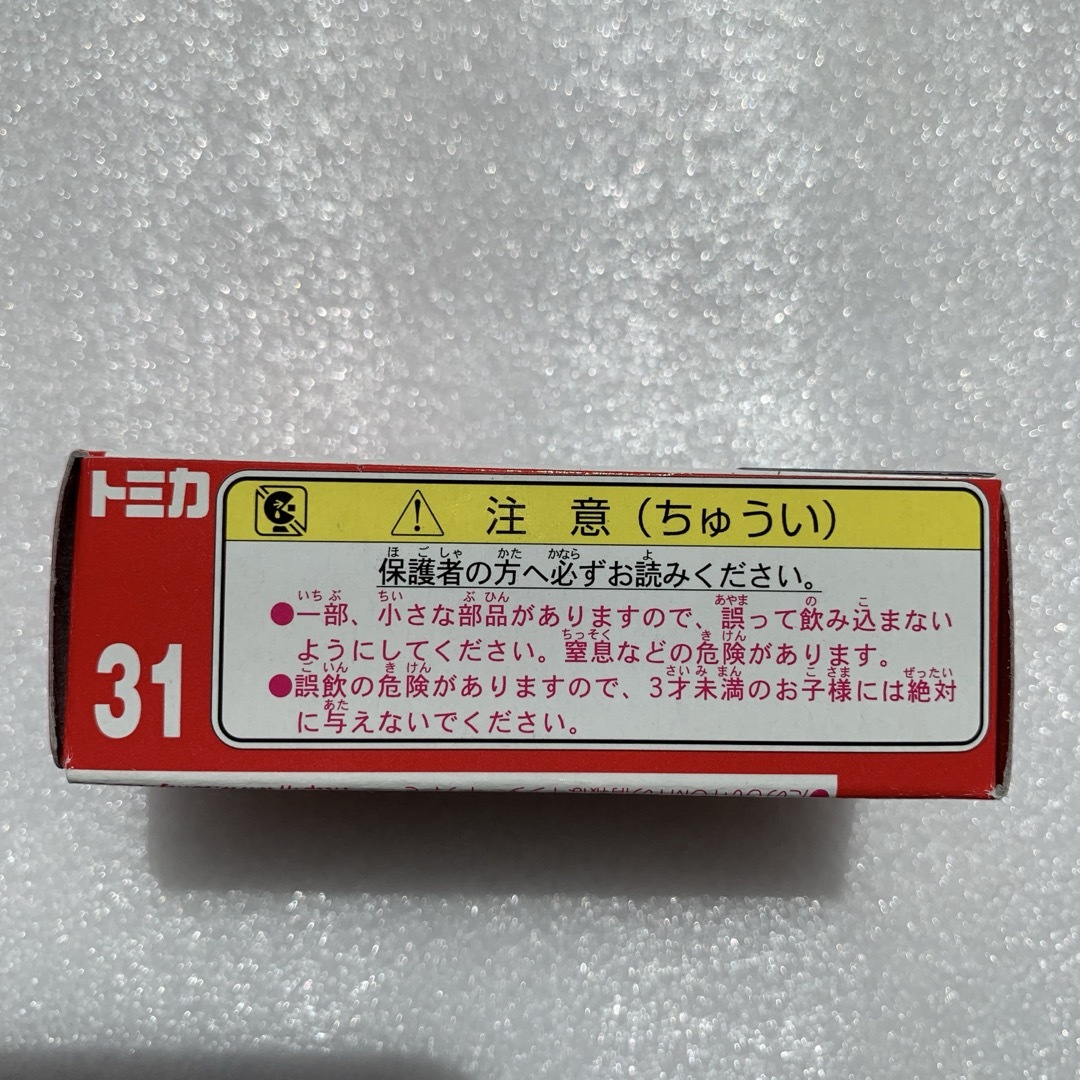 トミカ
31
注 意（ちゅうい）
保護者の方へ必ずお読みください。
●一部、小さな部品がありますので、誤って飲み込まない
ようにしてください。窒息などの危険があります。
●誤飲の危険がありますので、3才未満のお子様には絶対
に与えないでください。